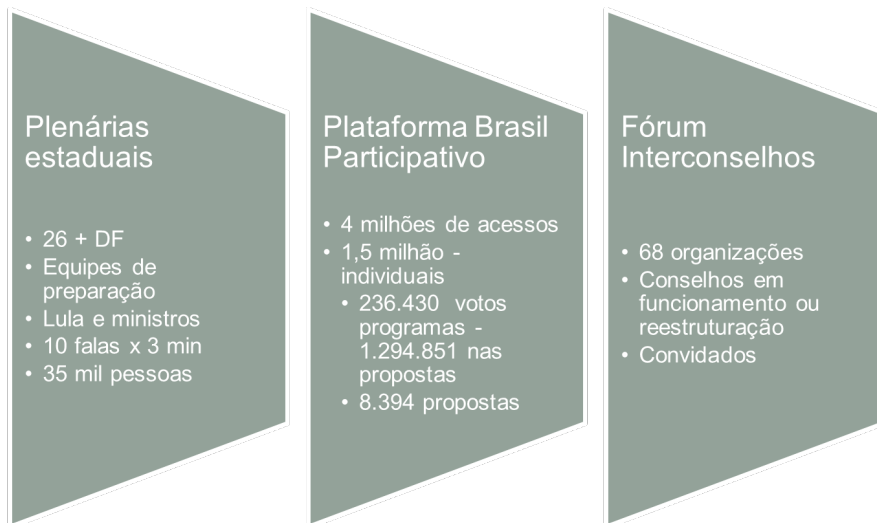 Plenárias
estaduais
• 26 + DF
• Equipes de
preparação
• Lula e ministros
• 10 falas x 3 min
• 35 mil pessoas
Plataforma Brasil
Participativo
• 4 milhões de acessos
• 1,5 milhão -
individuais
• 236.430 votos
programas -
1.294.851 nas
propostas
• 8.394 propostas
Fórum
Interconselhos
• 68 organizações
• Conselhos em
funcionamento ou
reestruturação
• Convidados